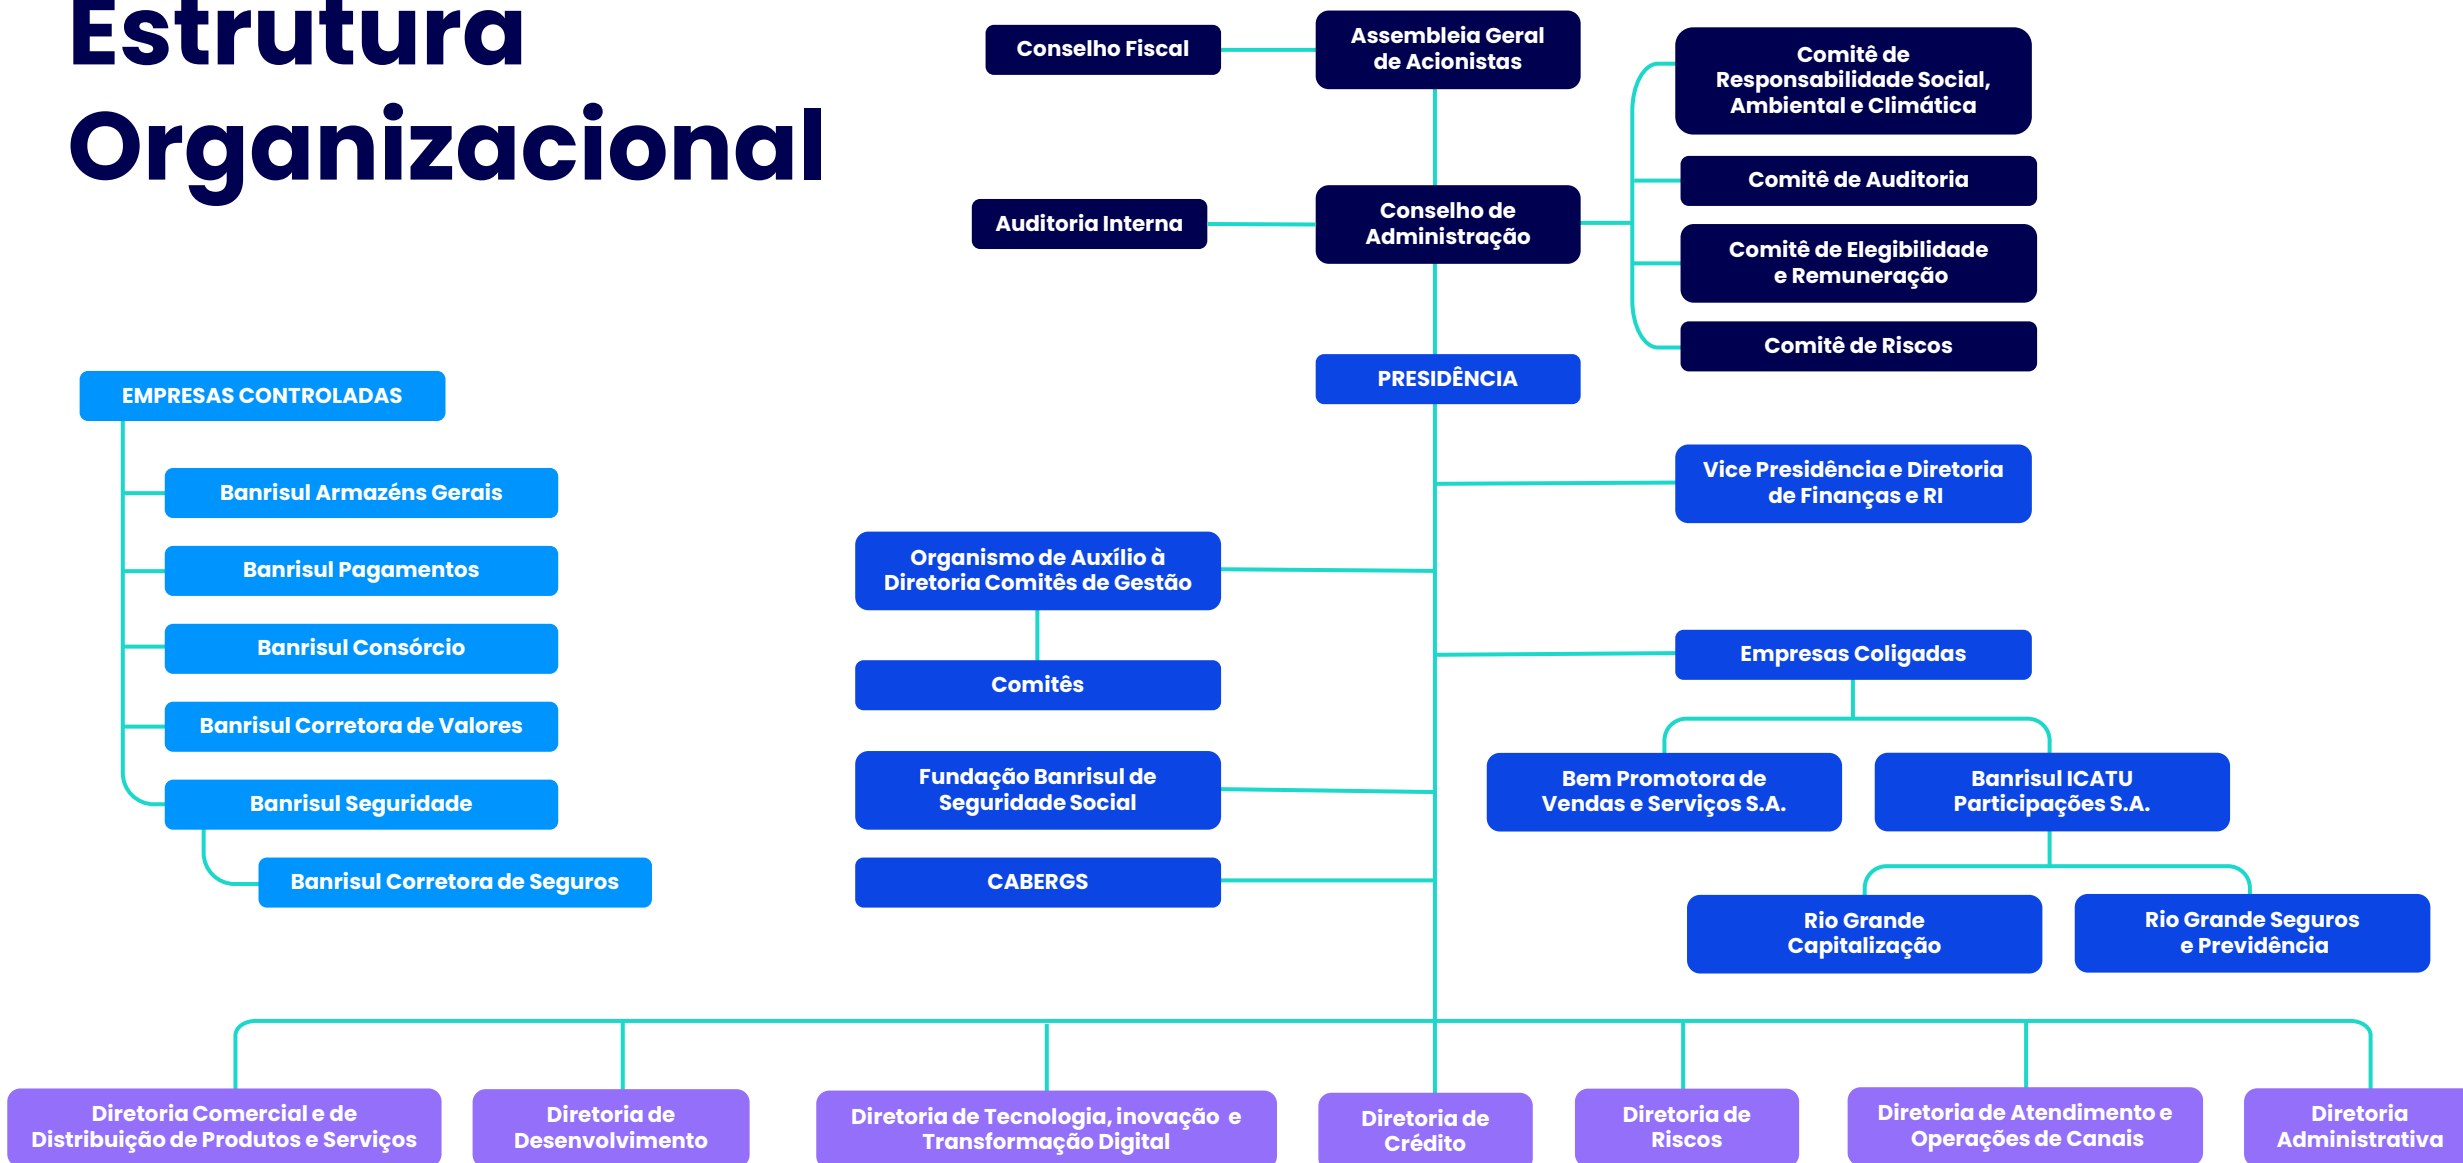 Estrutura
Organizacional
Conselho Fiscal
Assembleia Geral
de Acionistas
Comitê de
Responsabilidade Social,
Ambiental e Climática
Comitê de Auditoria
Auditoria Interna
Conselho de
Administração
Comitê de Elegibilidade
e Remuneração
Comitê de Riscos
PRESIDÊNCIA
EMPRESAS CONTROLADAS
Banrisul Armazéns Gerais
Banrisul Pagamentos
Banrisul Consórcio
Banrisul Corretora de Valores
Banrisul Seguridade
Banrisul Corretora de Seguros
Organismo de Auxílio à
Diretoria Comitês de Gestão
Comitês
Fundação Banrisul de
Seguridade Social
CABERGS
Vice Presidência e Diretoria
de Finanças e RI
Empresas Coligadas
Bem Promotora de
Vendas e Serviços S.A.
Banrisul ICATU
Participações S.A.
Rio Grande
Capitalização
Rio Grande Seguros
e Previdência
Diretoria Comercial e de
Distribuição de Produtos e Serviços
Diretoria de
Desenvolvimento
Diretoria de Tecnologia, inovação e
Transformação Digital
Diretoria de
Crédito
Diretoria de
Riscos
Diretoria de Atendimento e
Operações de Canais
Diretoria
Administrativa